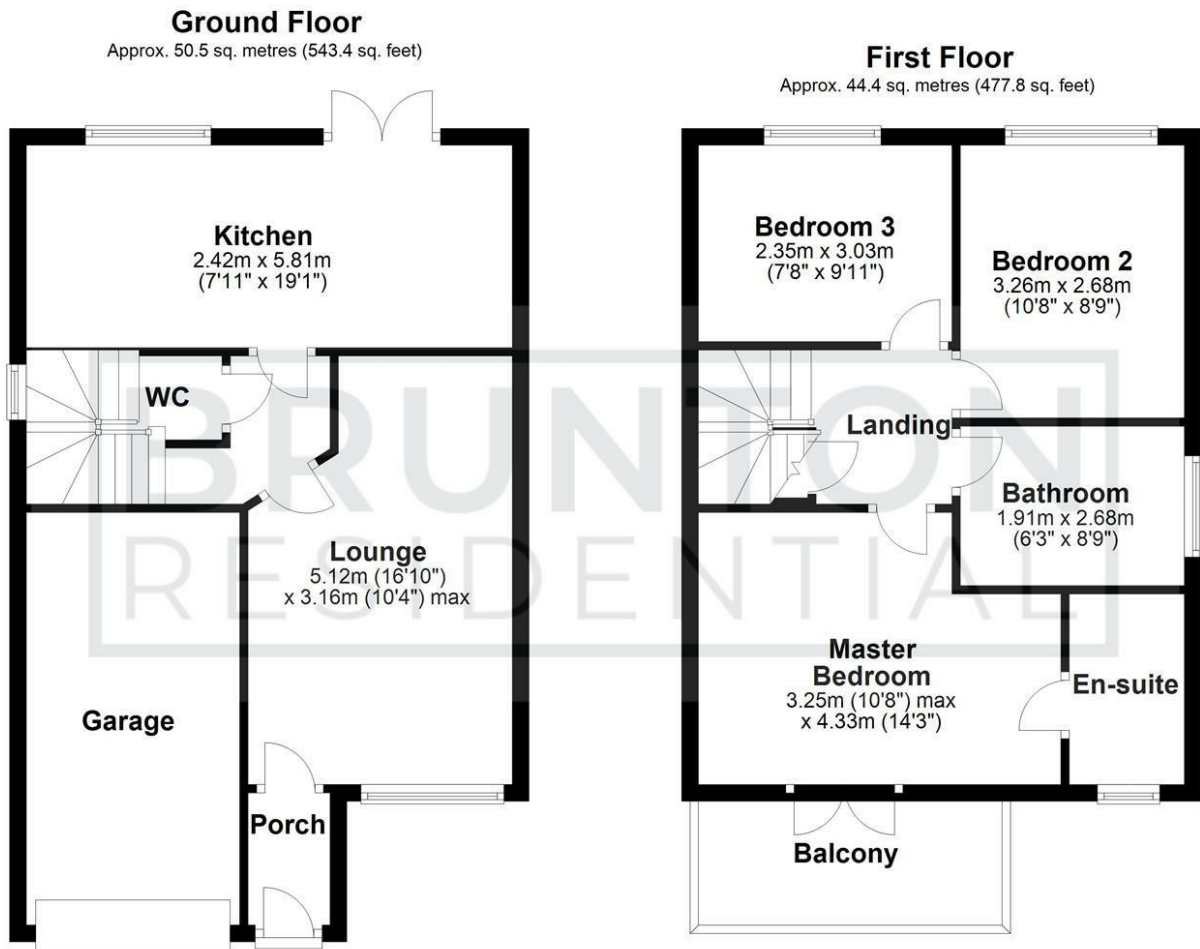 Ground Floor
Approx. 50.5 sq. metres (543.4 sq. feet)
Kitchen
2.42m x 5.81m
(7'11" x 19'1")
WC
Lounge
5.12m (16'10")
x 3.16m (10'4") max
Garage
Porch
First Floor
Approx. 44.4 sq. metres (477.8 sq. feet)
Bedroom 3
2.35m x 3.03m
(7'8" x 9'11")
Bedroom 2
3.26m x 2.68m
(10'8" x 8'9")
Landing
Bathroom
1.91m x 2.68m
(6'3" x 8'9")
Master
Bedroom
3.25m (10'8") max
x 4.33m (14'3")
En-suite
Balcony
BRUNTON
RESIDENTIAL